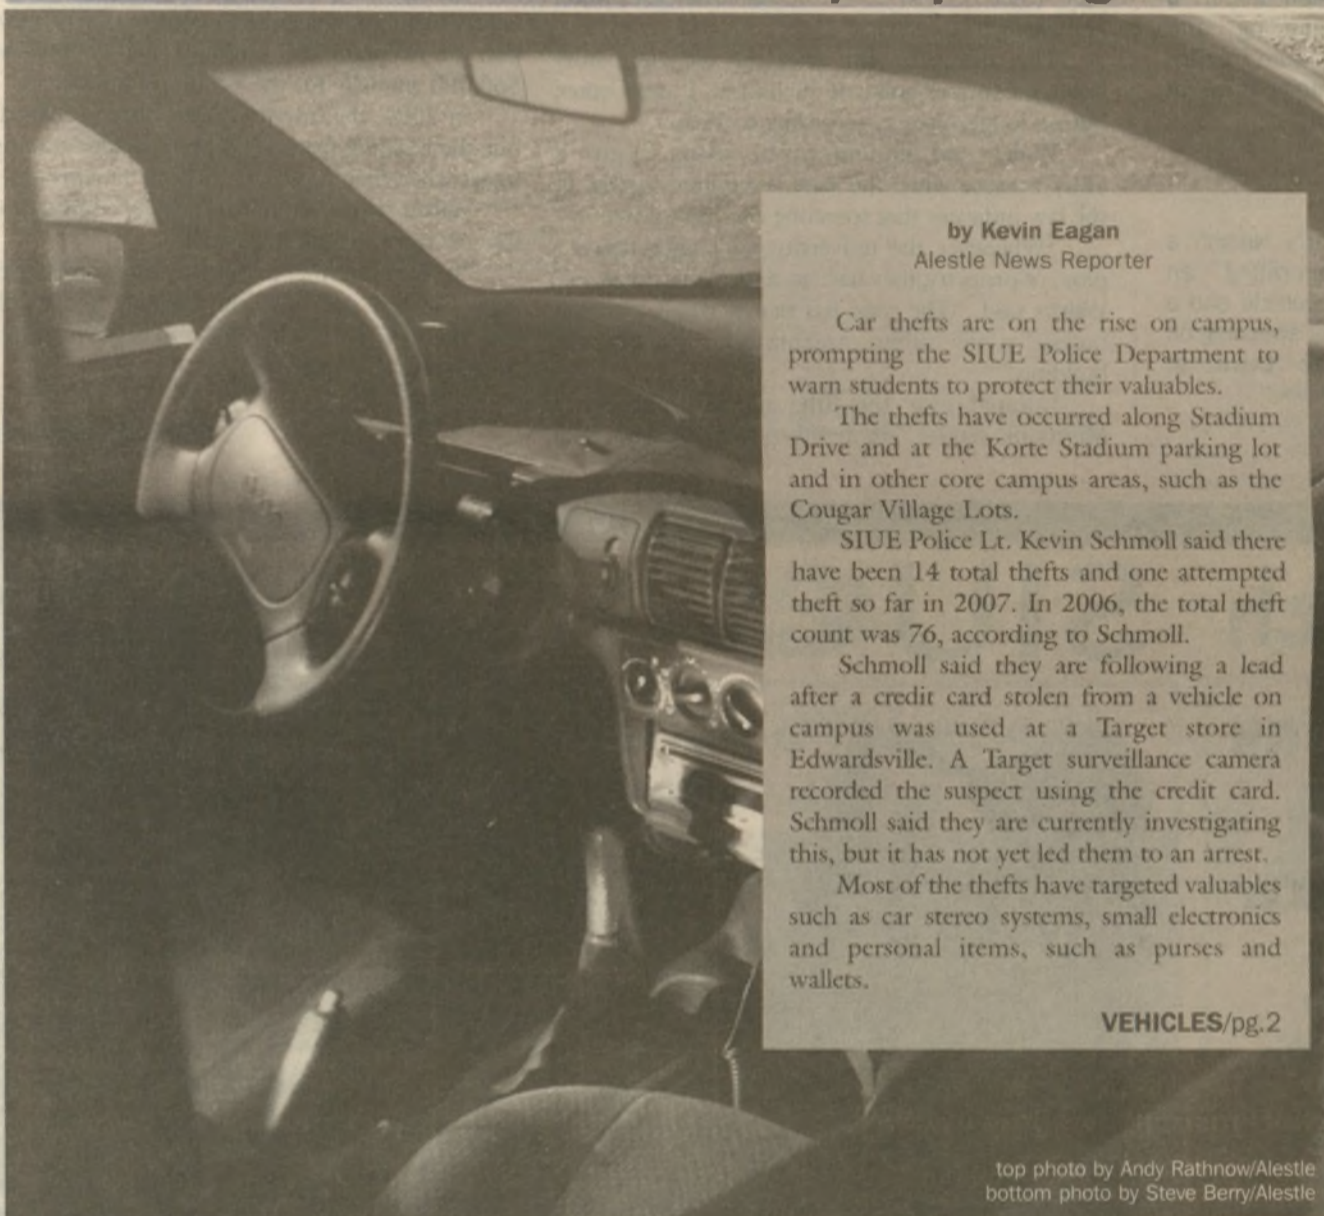 by Kevin Eagan
Alestle News Reporter
Car thefts are on the rise on campus,
prompting the SIUE Police Department to
warn students to protect their valuables.
The thefts have occurred along Stadium
Drive and at the Korte Stadium parking lot
and in other core campus areas, such as the
Cougar Village Lots.
SIUE Police Lt. Kevin Schmoll said there
have been 14 total thefts and one attempted
theft so far in 2007. In 2006, the total theft
count was 76, according to Schmoll.
Schmoll said they are following a lead
after a credit card stolen from a vehicle on
campus was used at a Target store in
Edwardsville. A Target surveillance camera
recorded the suspect using the credit card.
Schmoll said they are currently investigating
this, but it has not yet led them to an arrest.
Most of the thefts have targeted valuables
such as car stereo systems, small electronics
and personal items, such as purses and
wallets.
VEHICLES/pg.2
top photo by Andy Rathnow/Alestle
bottom photo by Steve Berry/Alestle